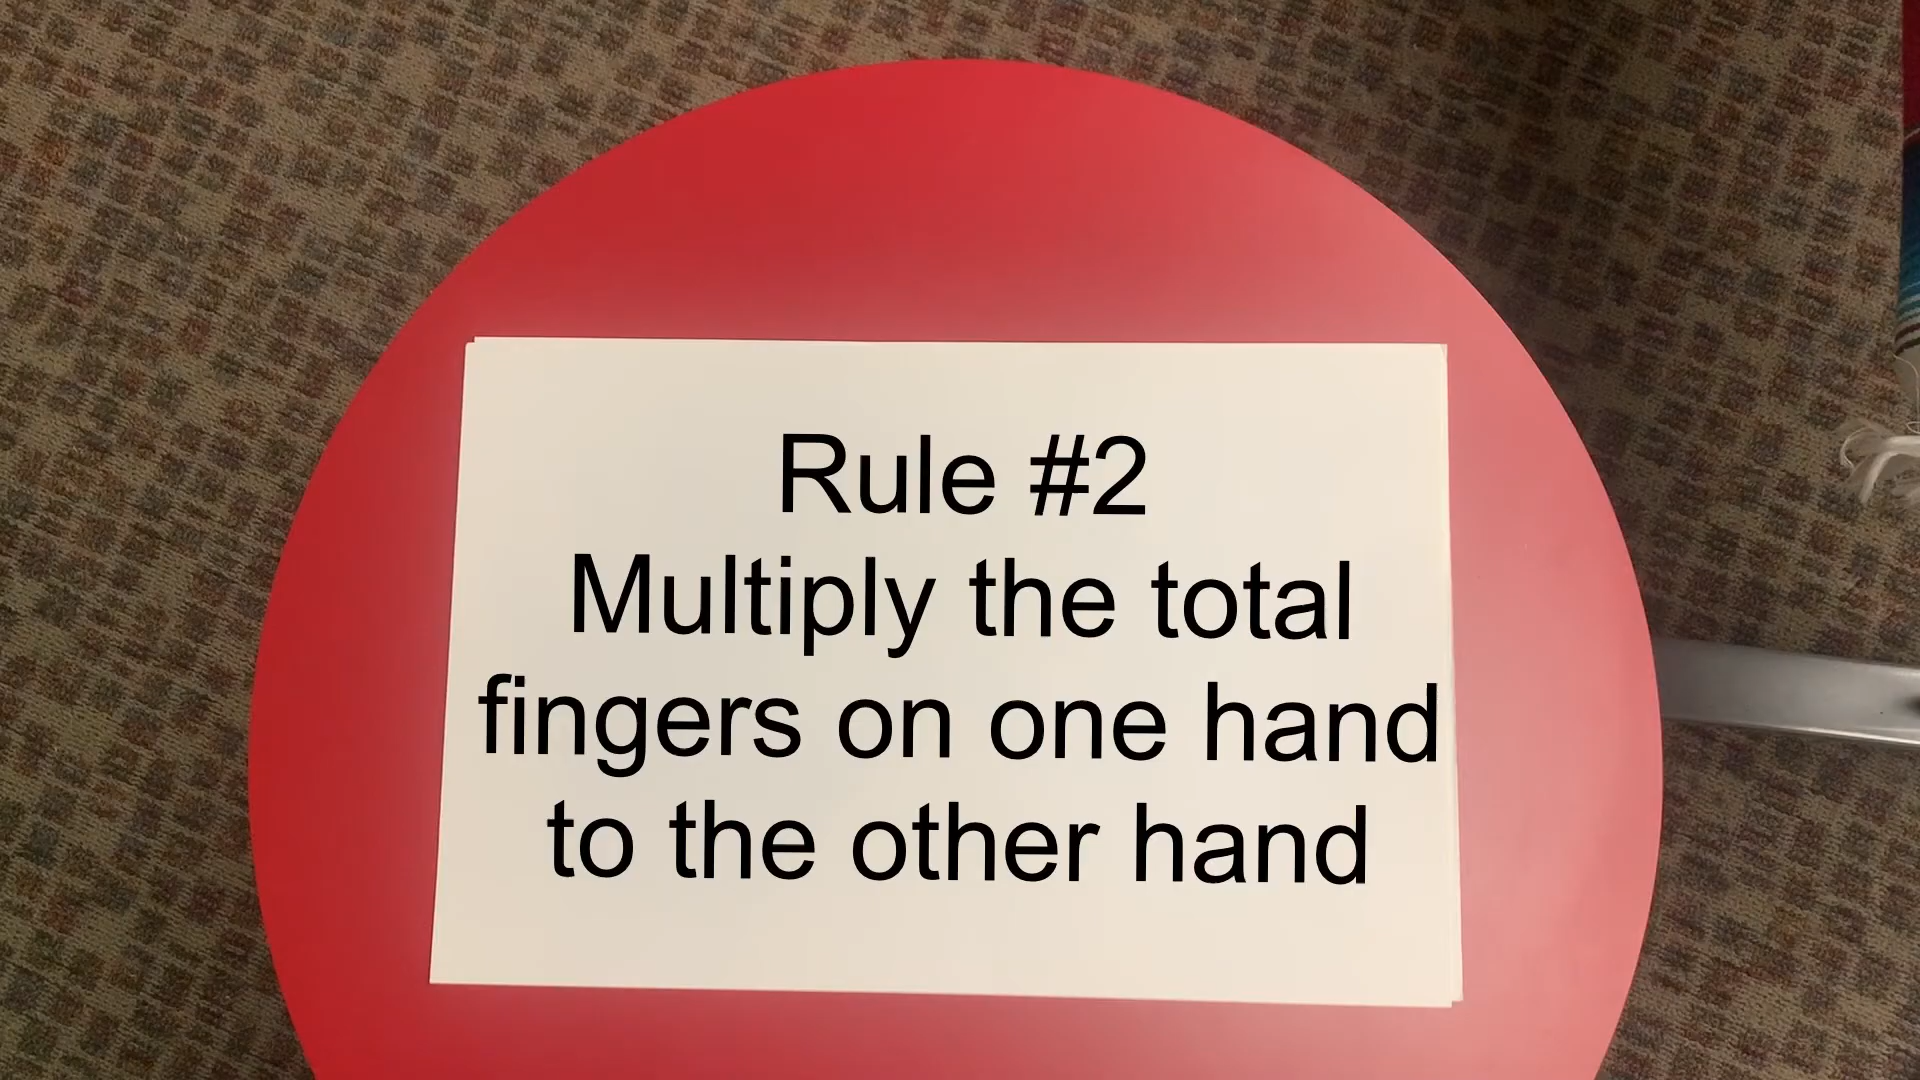 Rule #2
Multiply the total
fingers on one hand
to the other hand